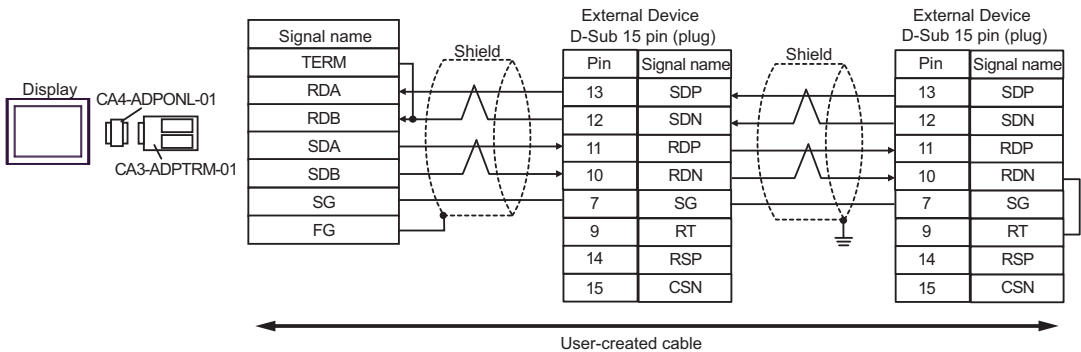 External Device
D-Sub 15 pin (plug)
External Device
D-Sub 15 pin (plug)
Display
CA4-ADPONL-01
CA3-ADPTRM-01
Signal name
TERM
RDA
RDB
SDA
SDB
SG
FG
Shield
Pin Signal name
13 SDP
12 SDN
11 RDP
10 RDN
7 SG
9 RT
14 RSP
15 CSN
Shield
Pin Signal name
13 SDP
12 SDN
11 RDP
10 RDN
7 SG
9 RT
14 RSP
15 CSN
User-created cable